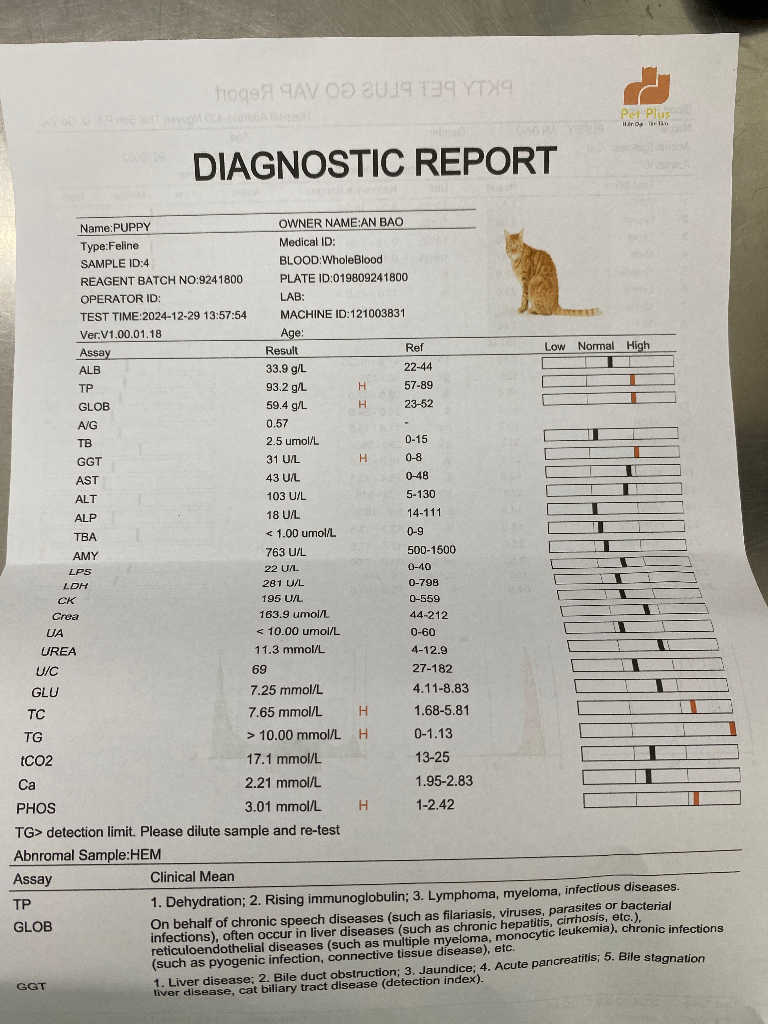 Pet Plus
Hiện Đại - Tận Tâm
DIAGNOSTIC REPORT
Name:PUPPY OWNER NAME:AN BAO
Type:Feline Medical ID:
SAMPLE ID:4 BLOOD:WholeBlood
REAGENT BATCH NO:9241800 PLATE ID:019809241800
OPERATOR ID: LAB:
TEST TIME:2024-12-29 13:57:54 MACHINE ID:121003831
Ver:V1.00.01.18 Age:
Assay Result Ref Low Normal High
ALB 33.9 g/L 22-44
TP 93.2 g/L H 57-89
GLOB 59.4 g/L H 23-52
A/G 0.57 -
TB 2.5 umol/L 0-15
GGT 31 U/L H 0-8
AST 43 U/L 0-48
ALT 103 U/L 5-130
ALP 18 U/L 14-111
TBA < 1.00 umol/L 0-9
AMY 763 U/L 500-1500
LPS 22 U/L 0-40
LDH 281 U/L 0-798
CK 195 U/L 0-559
Crea 163.9 umol/L 44-212
UA < 10.00 umol/L 0-60
UREA 11.3 mmol/L 4-12.9
U/C 69 27-182
GLU 7.25 mmol/L 4.11-8.83
TC 7.65 mmol/L H 1.68-5.81
TG > 10.00 mmol/L H 0-1.13
tCO2 17.1 mmol/L 13-25
Ca 2.21 mmol/L 1.95-2.83
PHOS 3.01 mmol/L H 1-2.42
TG> detection limit. Please dilute sample and re-test
Abnromal Sample:HEM
Assay Clinical Mean
TP 1. Dehydration; 2. Rising immunoglobulin; 3. Lymphoma, myeloma, infectious diseases.
GLOB On behalf of chronic speech diseases (such as filariasis, viruses, parasites or bacterial
infections), often occur in liver diseases (such as chronic hepatitis, cirrhosis, etc.),
reticuloendothelial diseases (such as multiple myeloma, monocytic leukemia), chronic infections
(such as pyogenic infection, connective tissue disease), etc.
GGT 1. Liver disease; 2. Bile duct obstruction; 3. Jaundice; 4. Acute pancreatitis; 5. Bile stagnation
liver disease, cat biliary tract disease (detection index).